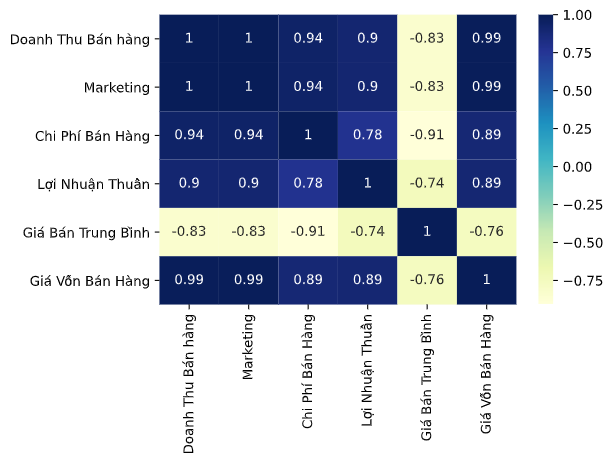 Doanh Thu Bán hàng 1 1 0.94 0.9 -0.83 0.99
Marketing 1 1 0.94 0.9 -0.83 0.99
Chi Phí Bán Hàng 0.94 0.94 1 0.78 -0.91 0.89
Lợi Nhuận Thuần 0.9 0.9 0.78 1 -0.74 0.89
Giá Bán Trung Bình -0.83 -0.83 -0.91 -0.74 1 -0.76
Giá Vốn Bán Hàng 0.99 0.99 0.89 0.89 -0.76 1
Doanh Thu Bán hàng
Marketing
Chi Phí Bán Hàng
Lợi Nhuận Thuần
Giá Bán Trung Bình
Giá Vốn Bán Hàng
1.00
0.75
0.50
0.25
0.00
−0.25
−0.50
−0.75